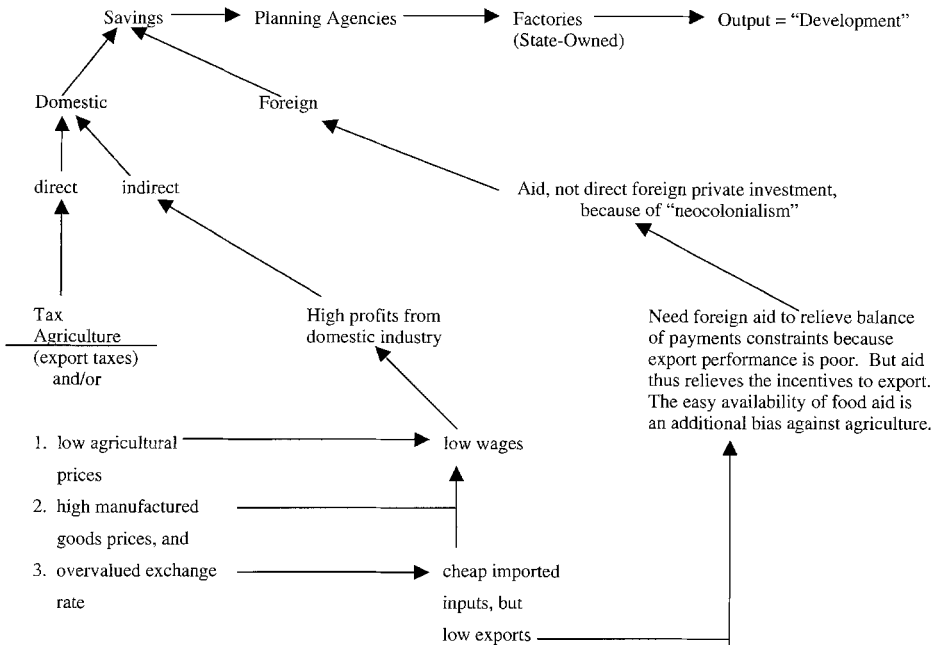 Savings
Planning Agencies
Factories
(State-Owned)
Output = “Development”
Domestic
Foreign
direct
indirect
Aid, not direct foreign private investment,
because of “neocolonialism”
Tax
Agriculture
(export taxes)
and/or
High profits from
domestic industry
Need foreign aid to relieve balance
of payments constraints because
export performance is poor. But aid
thus relieves the incentives to export.
The easy availability of food aid is
an additional bias against agriculture.
1. low agricultural
prices
low wages
2. high manufactured
goods prices, and
3. overvalued exchange
rate
cheap imported
inputs, but
low exports